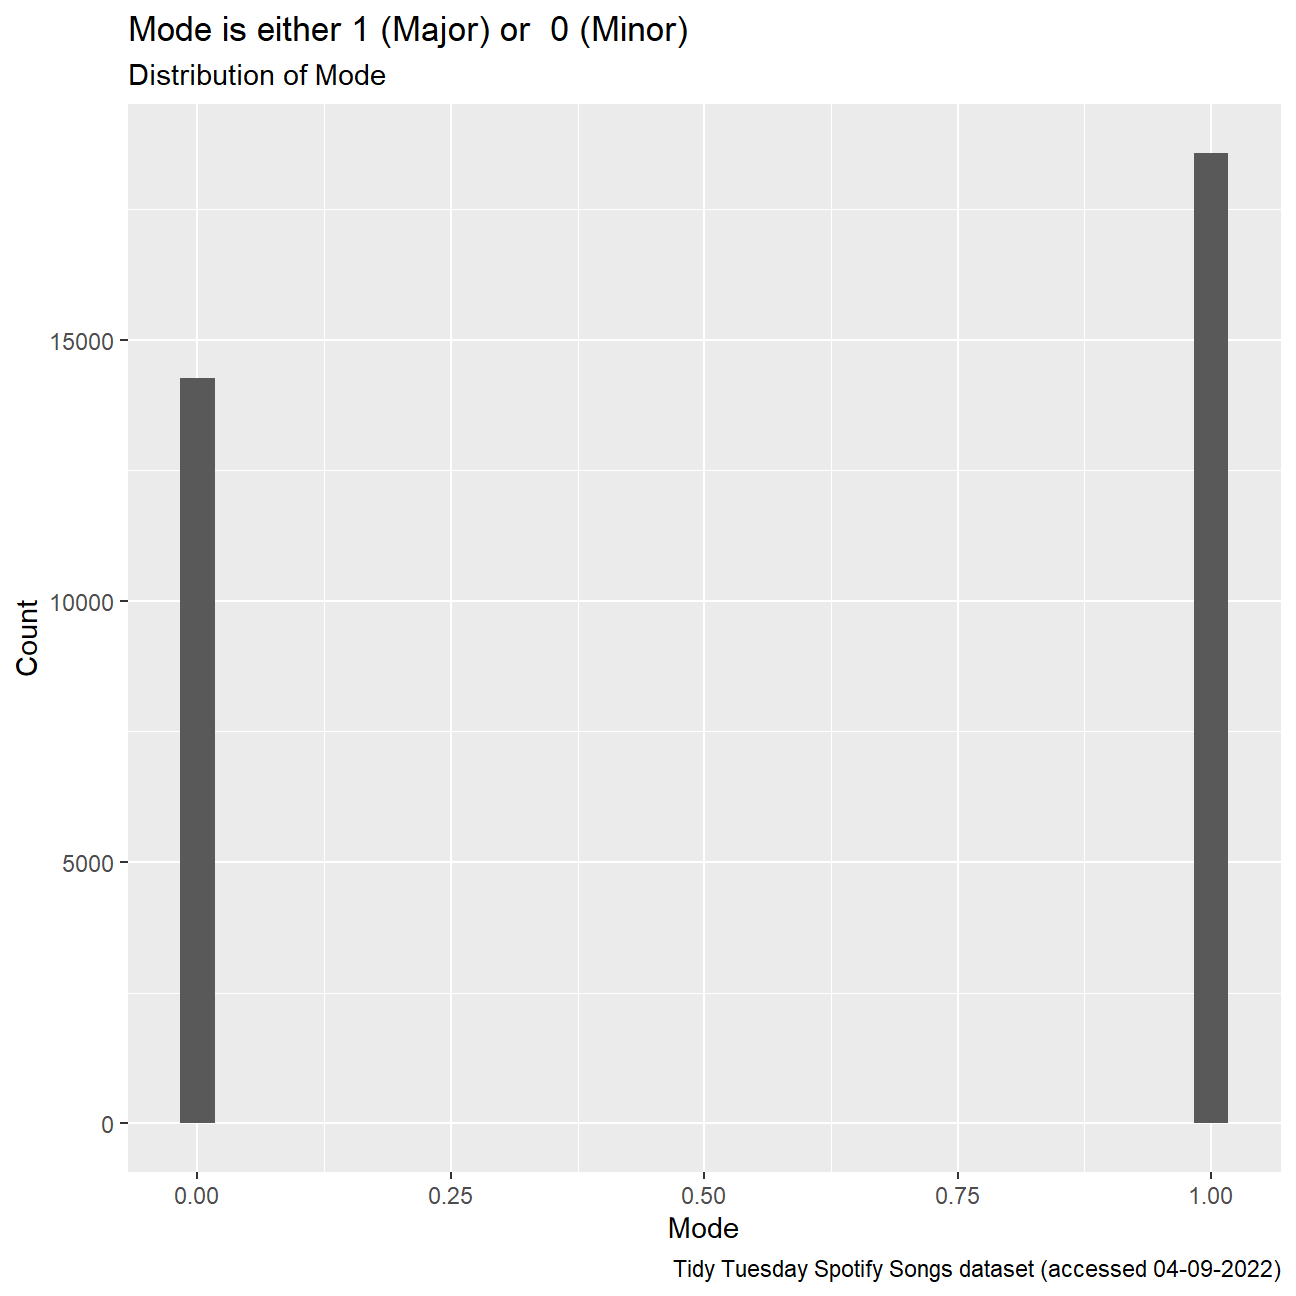 Mode is either 1 (Major) or  0 (Minor)
Distribution of Mode
Count
15000
10000
5000
0
0.00 0.25 0.50 0.75 1.00
Mode
Tidy Tuesday Spotify Songs dataset (accessed 04-09-2022)